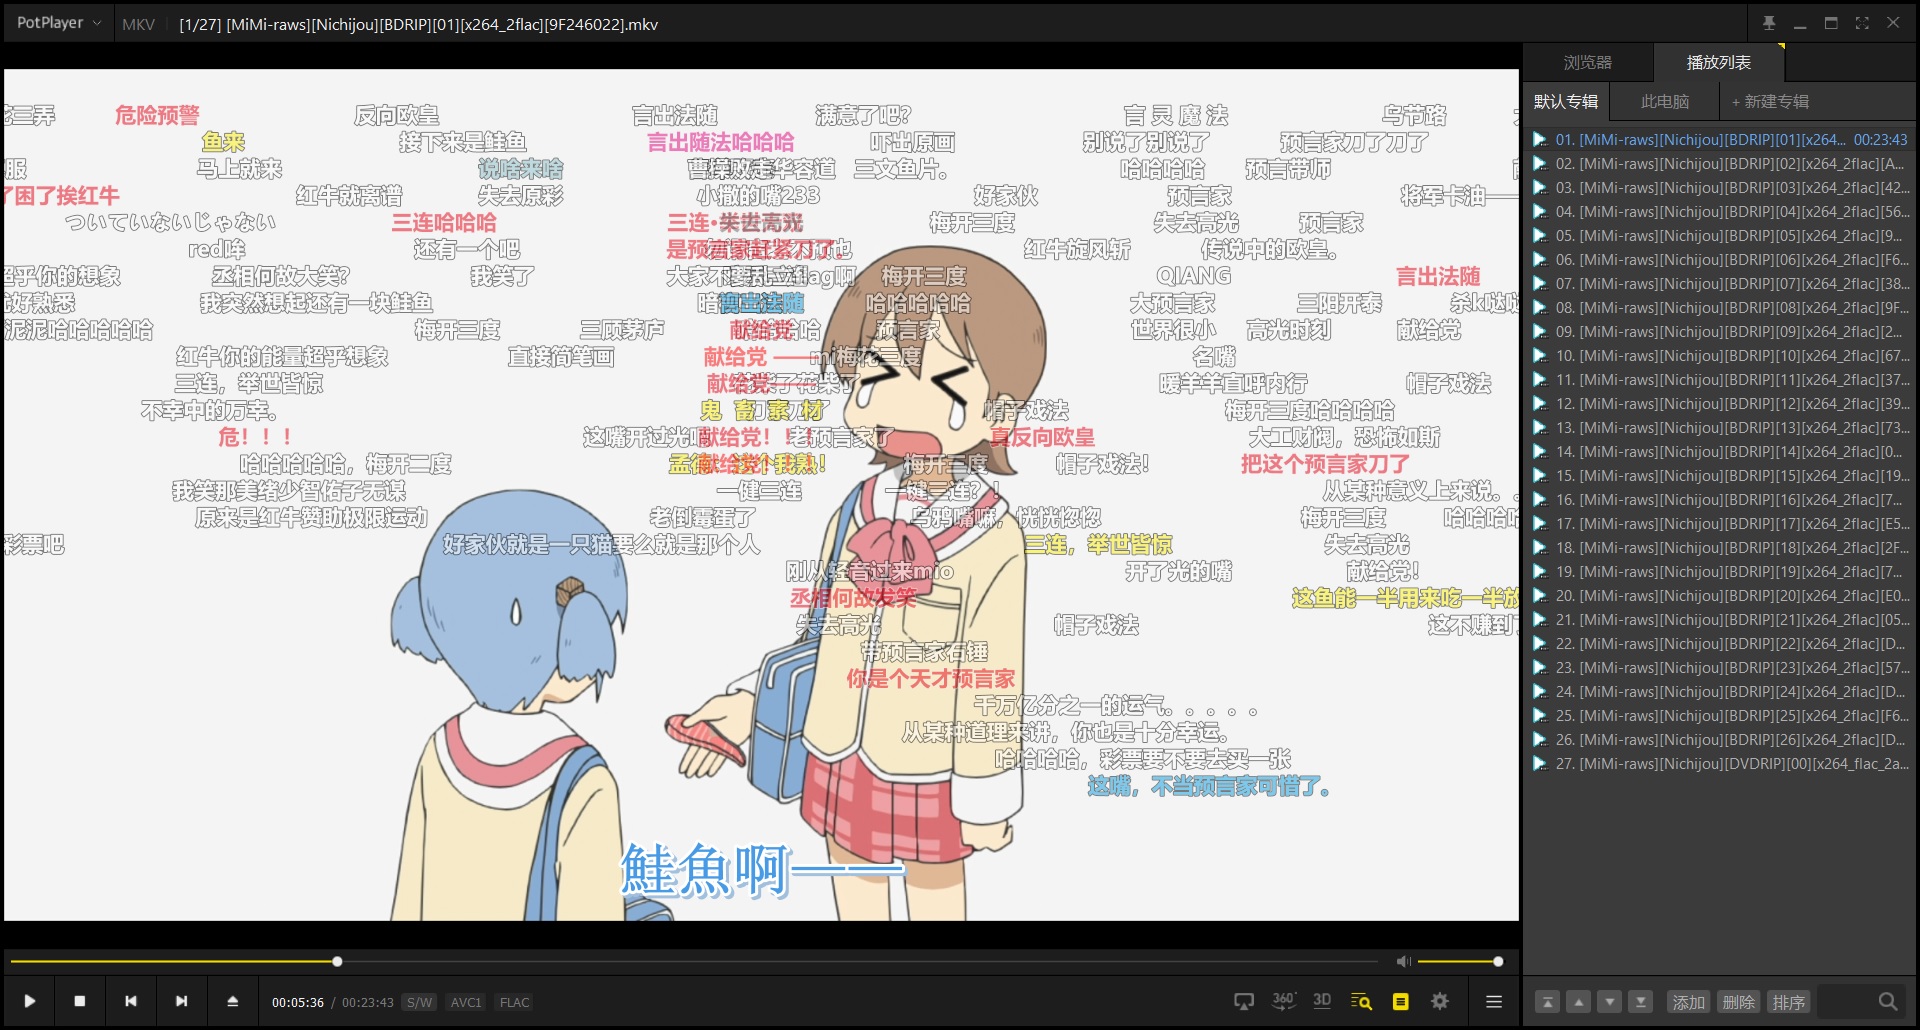 PotPlayer MKV [1/27] [MiMi-raws][Nichijou][BDRIP][01][x264_2flac][9F246022].mkv
三弄 危险预警 反向欧皇 言出法随 满意了吧? 言 灵 魔 法 乌节路
鱼来 接下来是鲑鱼 言出随法哈哈哈 吓出原画 别说了别说了 预言家刀了刀了
服 马上就来 说啥来啥 曹操败走华容道 三文鱼片。 哈哈哈哈 预言带师
了困了挨红牛 红牛就离谱 失去原彩 小撒的嘴233 好家伙 预言家 将军卡油——
ついていないじゃない 三连哈哈哈 三连· 失去高光 梅开三度 失去高光 预言家
red哞 还有一个吧 是预言家赶紧刀了 红牛旋风斩 传说中的欧皇。
超乎你的想象 丞相何故大笑? 我笑了 大家不要乱立flag啊 梅开三度 QIANG 言出法随
好熟悉 我突然想起还有一块鲑鱼 言出法随 哈哈哈哈哈 大预言家 三阳开泰 杀k哒
泥泥哈哈哈哈哈 梅开三度 三顾茅庐 献给党 预言家 世界很小 高光时刻 献给党
红牛你的能量超乎想象 直接简笔画 献给党 —— 梅花三度 名嘴
三连，举世皆惊 献给党—— 暖羊羊直呼内行 帽子戏法
不幸中的万幸。 鬼 畜 素 材 帽子戏法 梅开三度哈哈哈哈
危！！！ 这嘴开过光吧 献给党！！ 老预言家了 真反向欧皇 大工财阀，恐怖如斯
哈哈哈哈哈，梅开二度 梅开三度 帽子戏法！ 把这个预言家刀了
我笑那美绪少智佑子无谋 一健三连 一键三连？！ 从某种意义上来说。
原来是红牛赞助极限运动 老倒霉蛋了 乌鸦嘴嘛，恍恍惚惚 梅开三度 哈哈哈
彩票吧 好家伙就是一只猫要么就是那个人 三连，举世皆惊 失去高光
刚从轻音过来mio 开了光的嘴 献给党！
丞相何故发笑 这鱼能一半用来吃一半放
失去高光 帽子戏法 这不赚到
带预言家石锤
你是个天才预言家
千万亿分之一的运气。。。。。
从某种道理来讲，你也是十分幸运。
哈哈哈哈，彩票要不要去买一张
这嘴，不当预言家可惜了。
鮭魚啊——
00:05:36 / 00:23:43 S/W AVC1 FLAC
360° 3D
浏览器 播放列表
默认专辑 此电脑 + 新建专辑
01. [MiMi-raws][Nichijou][BDRIP][01][x264... 00:23:43
02. [MiMi-raws][Nichijou][BDRIP][02][x264_2flac][A...
03. [MiMi-raws][Nichijou][BDRIP][03][x264_2flac][42...
04. [MiMi-raws][Nichijou][BDRIP][04][x264_2flac][56...
05. [MiMi-raws][Nichijou][BDRIP][05][x264_2flac][9...
06. [MiMi-raws][Nichijou][BDRIP][06][x264_2flac][F6...
07. [MiMi-raws][Nichijou][BDRIP][07][x264_2flac][38...
08. [MiMi-raws][Nichijou][BDRIP][08][x264_2flac][9F...
09. [MiMi-raws][Nichijou][BDRIP][09][x264_2flac][2...
10. [MiMi-raws][Nichijou][BDRIP][10][x264_2flac][67...
11. [MiMi-raws][Nichijou][BDRIP][11][x264_2flac][37...
12. [MiMi-raws][Nichijou][BDRIP][12][x264_2flac][39...
13. [MiMi-raws][Nichijou][BDRIP][13][x264_2flac][73...
14. [MiMi-raws][Nichijou][BDRIP][14][x264_2flac][0...
15. [MiMi-raws][Nichijou][BDRIP][15][x264_2flac][19...
16. [MiMi-raws][Nichijou][BDRIP][16][x264_2flac][7...
17. [MiMi-raws][Nichijou][BDRIP][17][x264_2flac][E5...
18. [MiMi-raws][Nichijou][BDRIP][18][x264_2flac][2F...
19. [MiMi-raws][Nichijou][BDRIP][19][x264_2flac][7...
20. [MiMi-raws][Nichijou][BDRIP][20][x264_2flac][E0...
21. [MiMi-raws][Nichijou][BDRIP][21][x264_2flac][05...
22. [MiMi-raws][Nichijou][BDRIP][22][x264_2flac][D...
23. [MiMi-raws][Nichijou][BDRIP][23][x264_2flac][57...
24. [MiMi-raws][Nichijou][BDRIP][24][x264_2flac][D...
25. [MiMi-raws][Nichijou][BDRIP][25][x264_2flac][F6...
26. [MiMi-raws][Nichijou][BDRIP][26][x264_2flac][D...
27. [MiMi-raws][Nichijou][DVDRIP][00][x264_flac_2a...
添加 删除 排序